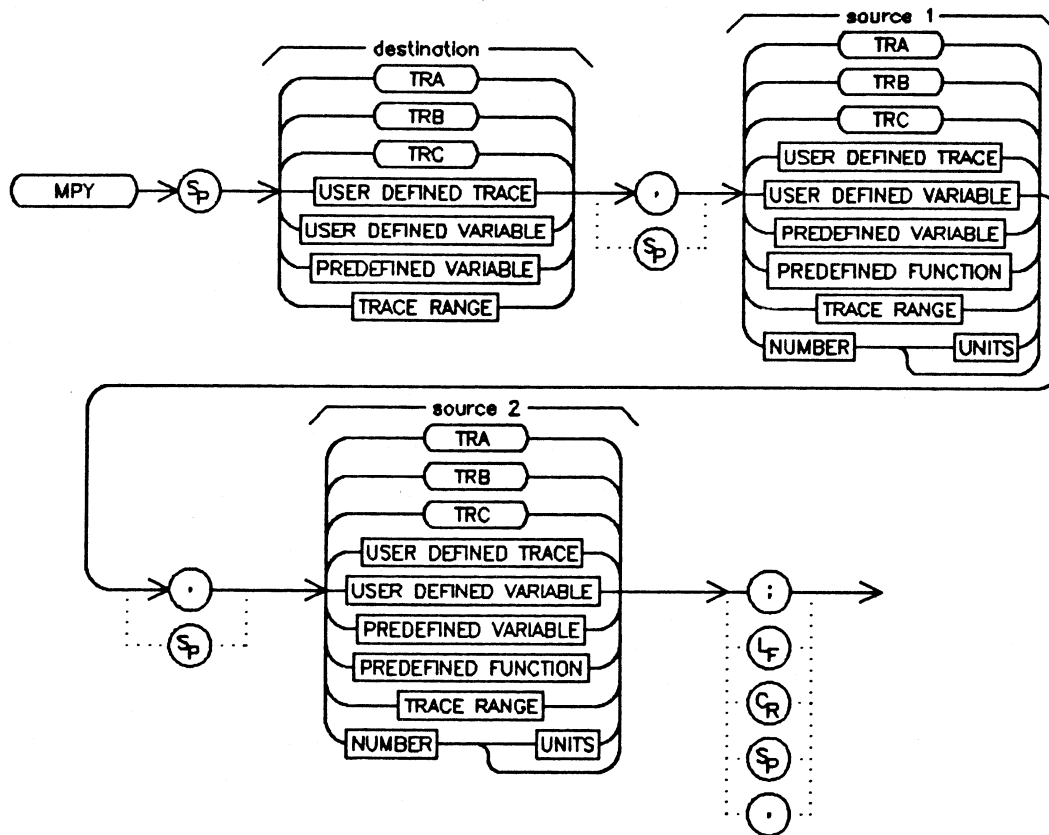 destination
TRA
TRB
TRC
USER DEFINED TRACE
USER DEFINED VARIABLE
PREDEFINED VARIABLE
TRACE RANGE
MPY
SP
,
SP
source 1
TRA
TRB
TRC
USER DEFINED TRACE
USER DEFINED VARIABLE
PREDEFINED VARIABLE
PREDEFINED FUNCTION
TRACE RANGE
NUMBER UNITS
,
SP
source 2
TRA
TRB
TRC
USER DEFINED TRACE
USER DEFINED VARIABLE
PREDEFINED VARIABLE
PREDEFINED FUNCTION
TRACE RANGE
NUMBER UNITS
;
LF
CR
SP
,